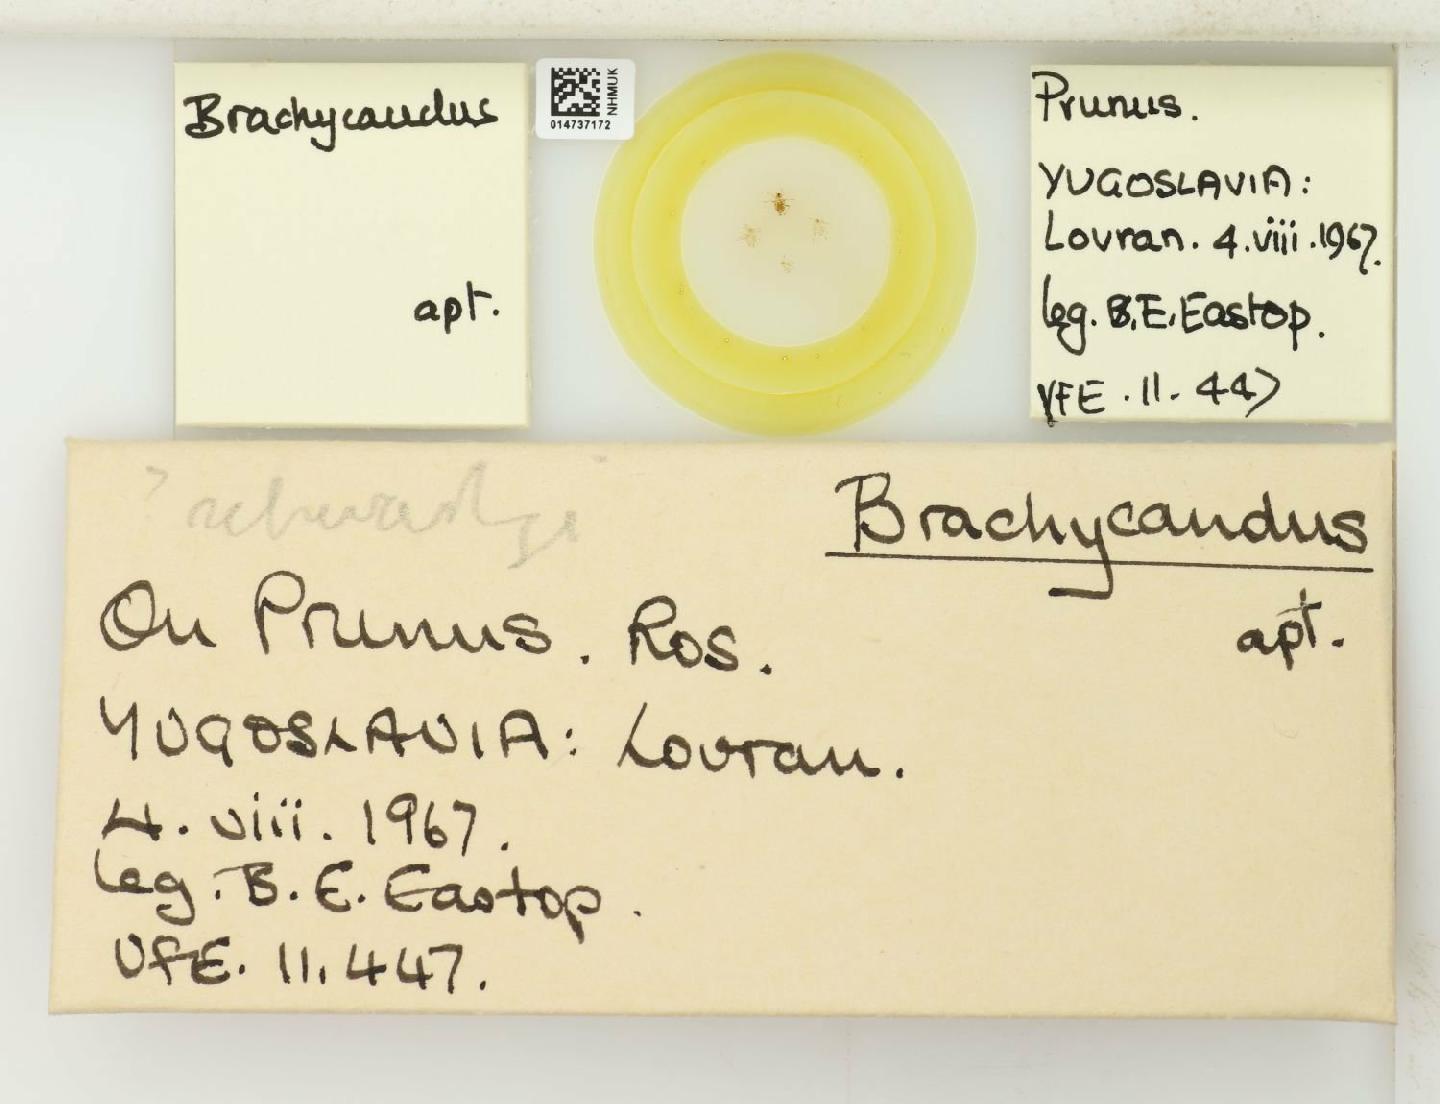 Brachycaudus
apt.
NHMUK
014737172
Prunus.
YUGOSLAVIA:
Lovran. 4.viii.1967.
leg. B.E. Eastop.
VFE. 11. 447
?
Brachycaudus
apt.
On Prunus. Ros.
YUGOSLAVIA: Lovran.
4. viii. 1967.
leg. B. E. Eastop.
VFE. 11. 447.